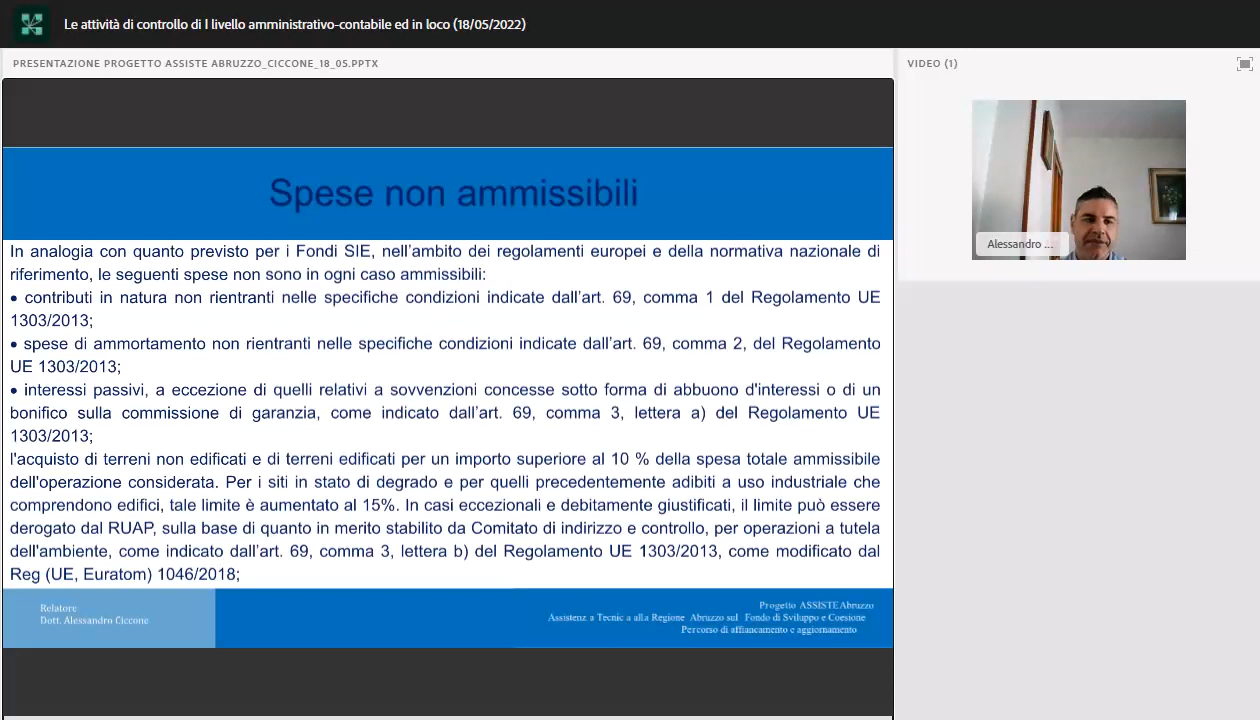 Le attività di controllo di I livello amministrativo-contabile ed in loco (18/05/2022)
PRESENTAZIONE PROGETTO ASSISTE ABRUZZO_CICCONE_18_05.PPTX
VIDEO (1)
Alessandro ...
Spese non ammissibili
In analogia con quanto previsto per i Fondi SIE, nell'ambito dei regolamenti europei e della normativa nazionale di
riferimento, le seguenti spese non sono in ogni caso ammissibili:
• contributi in natura non rientranti nelle specifiche condizioni indicate dall'art. 69, comma 1 del Regolamento UE
1303/2013;
• spese di ammortamento non rientranti nelle specifiche condizioni indicate dall'art. 69, comma 2, del Regolamento
UE 1303/2013;
• interessi passivi, a eccezione di quelli relativi a sovvenzioni concesse sotto forma di abbuono d'interessi o di un
bonifico sulla commissione di garanzia, come indicato dall'art. 69, comma 3, lettera a) del Regolamento UE
1303/2013;
l'acquisto di terreni non edificati e di terreni edificati per un importo superiore al 10 % della spesa totale ammissibile
dell'operazione considerata. Per i siti in stato di degrado e per quelli precedentemente adibiti a uso industriale che
comprendono edifici, tale limite è aumentato al 15%. In casi eccezionali e debitamente giustificati, il limite può essere
derogato dal RUAP, sulla base di quanto in merito stabilito da Comitato di indirizzo e controllo, per operazioni a tutela
dell'ambiente, come indicato dall'art. 69, comma 3, lettera b) del Regolamento UE 1303/2013, come modificato dal
Reg (UE, Euratom) 1046/2018;
Relatore
Dott. Alessandro Ciccone
Progetto ASSISTE Abruzzo
Assistenz a Tecnic a alla Regione Abruzzo sul Fondo di Sviluppo e Coesione
Percorso di affiancamento e aggiornamento